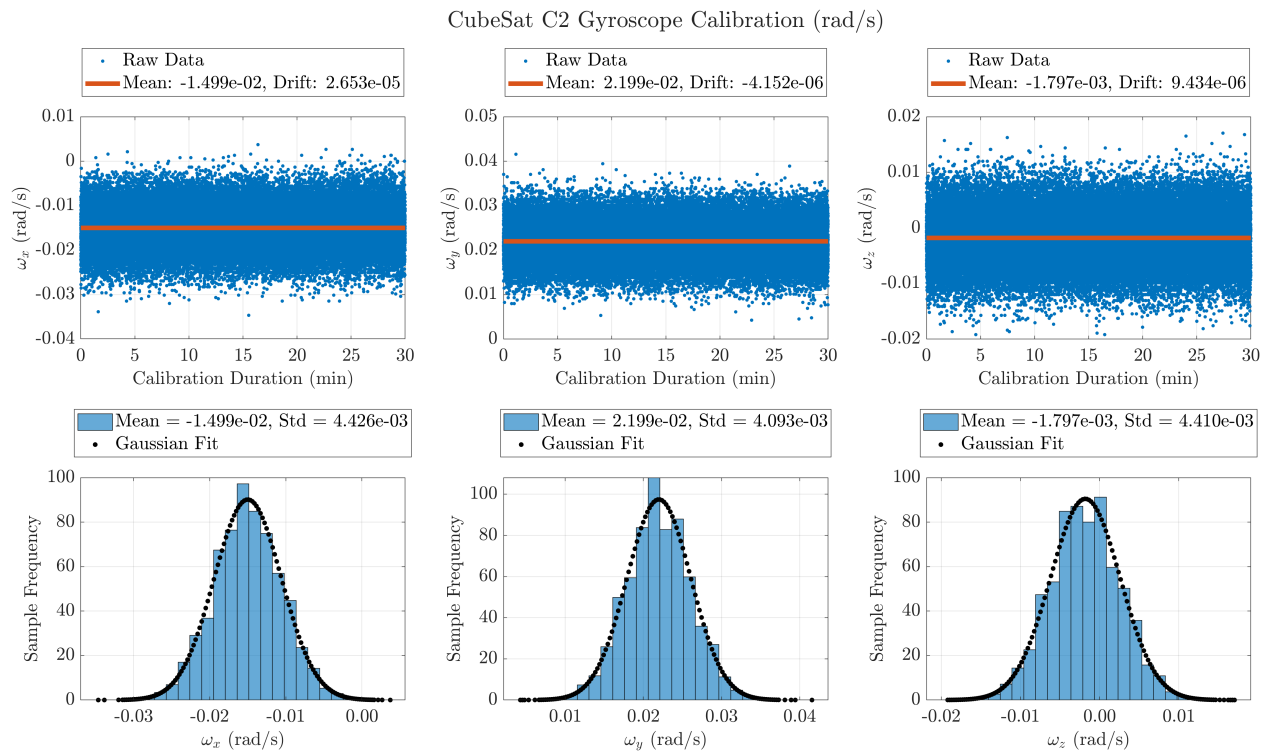 CubeSat C2 Gyroscope Calibration (rad/s)
Raw Data
Mean: -1.499e-02, Drift: 2.653e-05
0.01
0
-0.01
-0.02
-0.03
-0.04
ωx (rad/s)
0 5 10 15 20 25 30
Calibration Duration (min)
Raw Data
Mean: 2.199e-02, Drift: -4.152e-06
0.05
0.04
0.03
0.02
0.01
0
ωy (rad/s)
0 5 10 15 20 25 30
Calibration Duration (min)
Raw Data
Mean: -1.797e-03, Drift: 9.434e-06
0.02
0.01
0
-0.01
-0.02
ωz (rad/s)
0 5 10 15 20 25 30
Calibration Duration (min)
Mean = -1.499e-02, Std = 4.426e-03
Gaussian Fit
100
80
60
40
20
0
Sample Frequency
-0.03 -0.02 -0.01 0.00
ωx (rad/s)
Mean = 2.199e-02, Std = 4.093e-03
Gaussian Fit
100
80
60
40
20
0
Sample Frequency
0.01 0.02 0.03 0.04
ωy (rad/s)
Mean = -1.797e-03, Std = 4.410e-03
Gaussian Fit
100
80
60
40
20
0
Sample Frequency
-0.02 -0.01 0.00 0.01
ωz (rad/s)